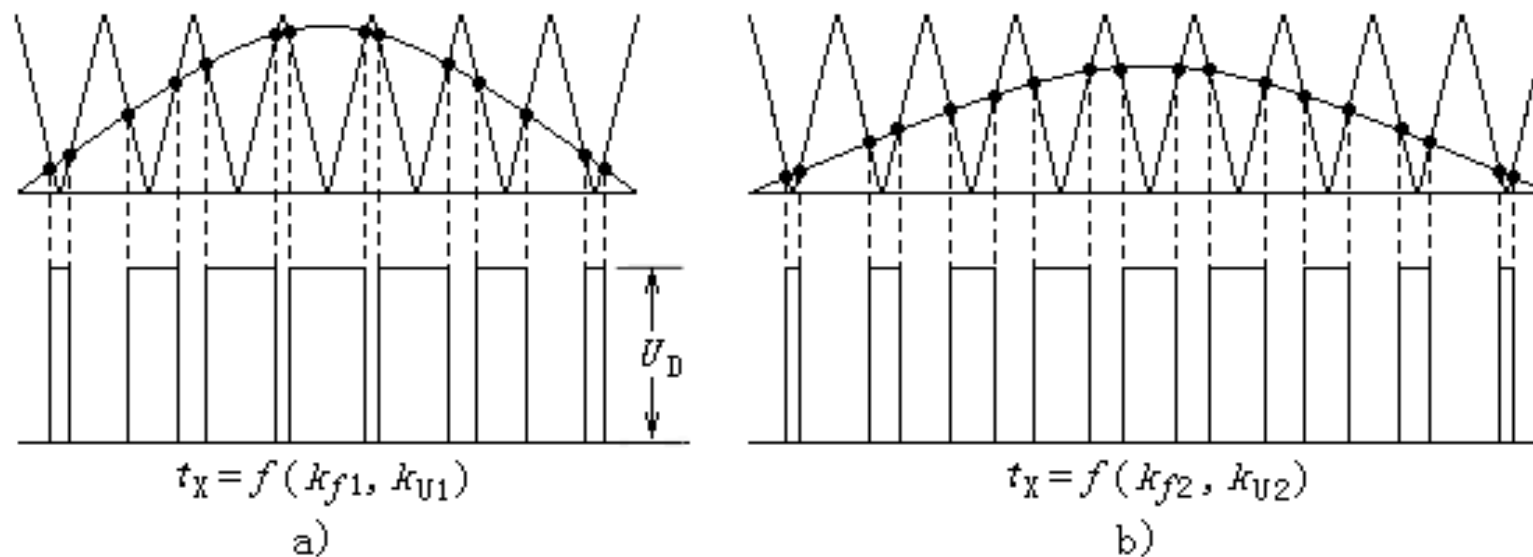 U_D
t_X = f(k_f1, k_U1)
t_X = f(k_f2, k_U2)
a)
b)